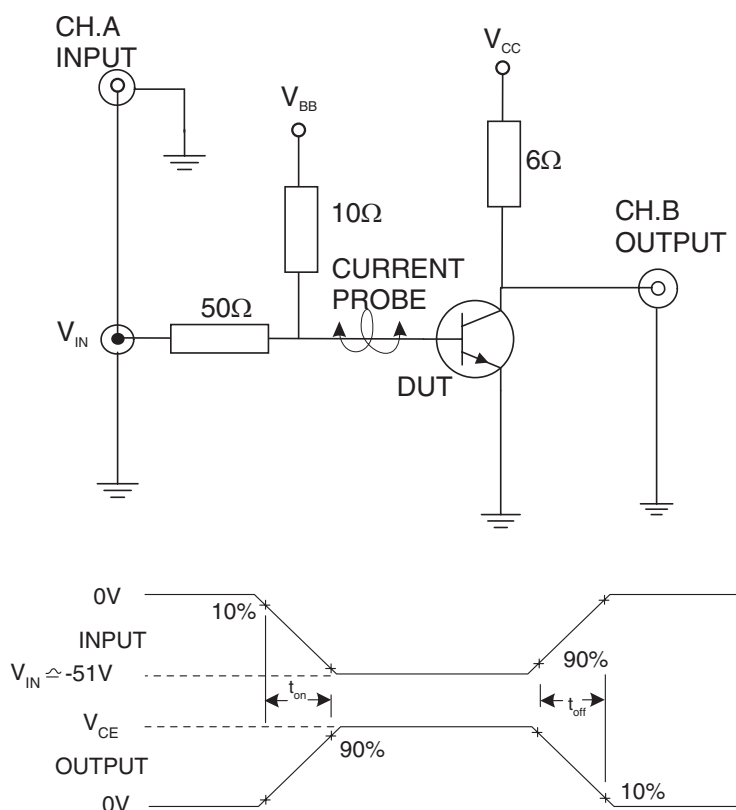 CH.A
INPUT
V_CC
V_BB
6Ω
10Ω
CH.B
OUTPUT
CURRENT
PROBE
50Ω
V_IN
DUT
0V
10%
INPUT
90%
V_IN ≏ -51V
t_on
t_off
V_CE
90%
OUTPUT
10%
0V